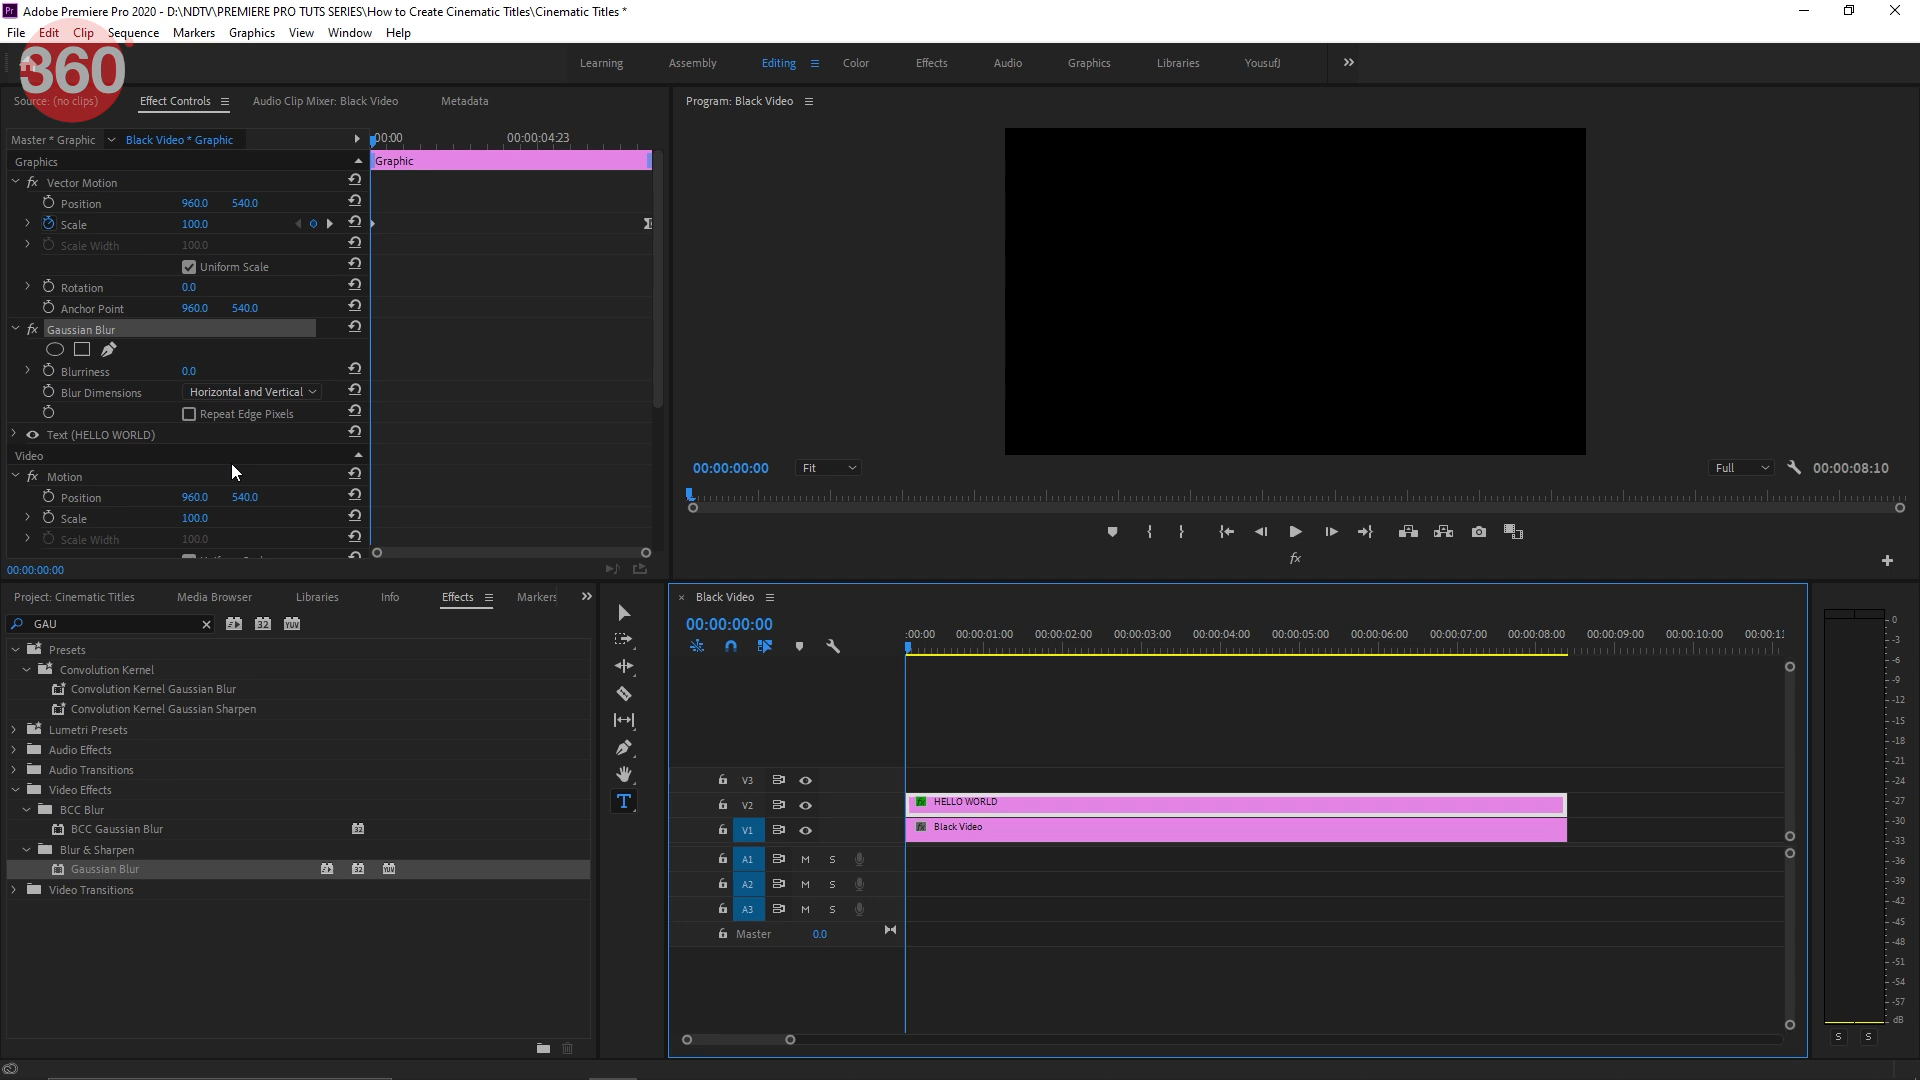 Adobe Premiere Pro 2020 - D:\NDTV\PREMIERE PRO TUTS SERIES\How to Create Cinematic Titles\Cinematic Titles *
File Edit Clip Sequence Markers Graphics View Window Help
360
Learning Assembly Editing Color Effects Audio Graphics Libraries YousufJ
Source: (no clips) Effect Controls Audio Clip Mixer: Black Video Metadata
Program: Black Video
Master * Graphic Black Video * Graphic
:00:00 00:00:04:23
Graphics
Graphic
fx Vector Motion
Position 960.0 540.0
Scale 100.0
Scale Width 100.0
Uniform Scale
Rotation 0.0
Anchor Point 960.0 540.0
fx Gaussian Blur
Blurriness 0.0
Blur Dimensions Horizontal and Vertical
Repeat Edge Pixels
Text (HELLO WORLD)
Video
fx Motion
Position 960.0 540.0
Scale 100.0
Scale Width 100.0
00:00:00:00
00:00:00:00 Fit Full 00:00:08:10
fx
Project: Cinematic Titles Media Browser Libraries Info Effects Markers
GAU
Presets
Convolution Kernel
Convolution Kernel Gaussian Blur
Convolution Kernel Gaussian Sharpen
Lumetri Presets
Audio Effects
Audio Transitions
Video Effects
BCC Blur
BCC Gaussian Blur 32
Blur & Sharpen
Gaussian Blur
Video Transitions
T
× Black Video
00:00:00:00
:00:00 00:00:01:00 00:00:02:00 00:00:03:00 00:00:04:00 00:00:05:00 00:00:06:00 00:00:07:00 00:00:08:00 00:00:09:00 00:00:10:00 00:00:11
V3
V2 fx HELLO WORLD
V1 fx Black Video
A1 M S
A2 M S
A3 M S
Master 0.0
0
-3
-6
-9
-12
-15
-18
-21
-24
-27
-30
-33
-36
-39
-42
-45
-48
-51
-54
-57
dB
S S